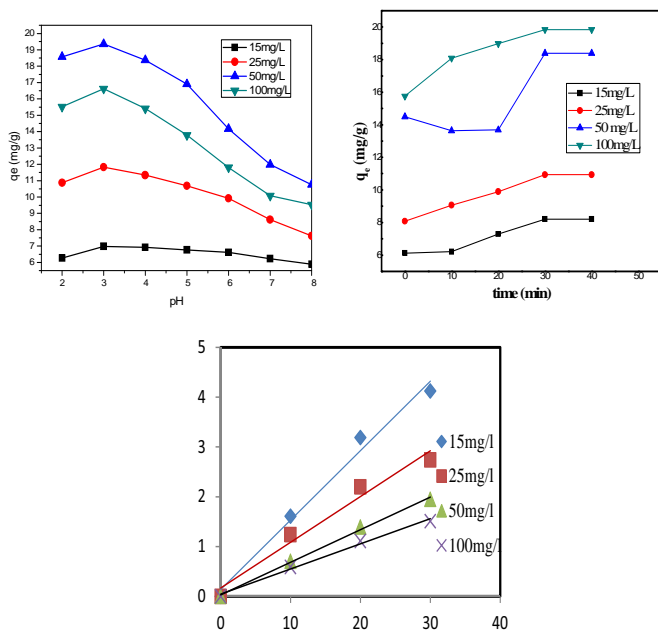 20
19
18
17
16
15
14
13
12
11
10
9
8
7
6
qe (mg/g)
2 3 4 5 6 7 8
pH
15mg/L
25mg/L
50mg/L
100mg/L
20
18
16
14
12
10
8
6
qe (mg/g)
0 10 20 30 40 50
time (min)
15mg/L
25mg/L
50 mg/L
100mg/L
5
4
3
2
1
0
0 10 20 30 40
15mg/l
25mg/l
50mg/l
100mg/l